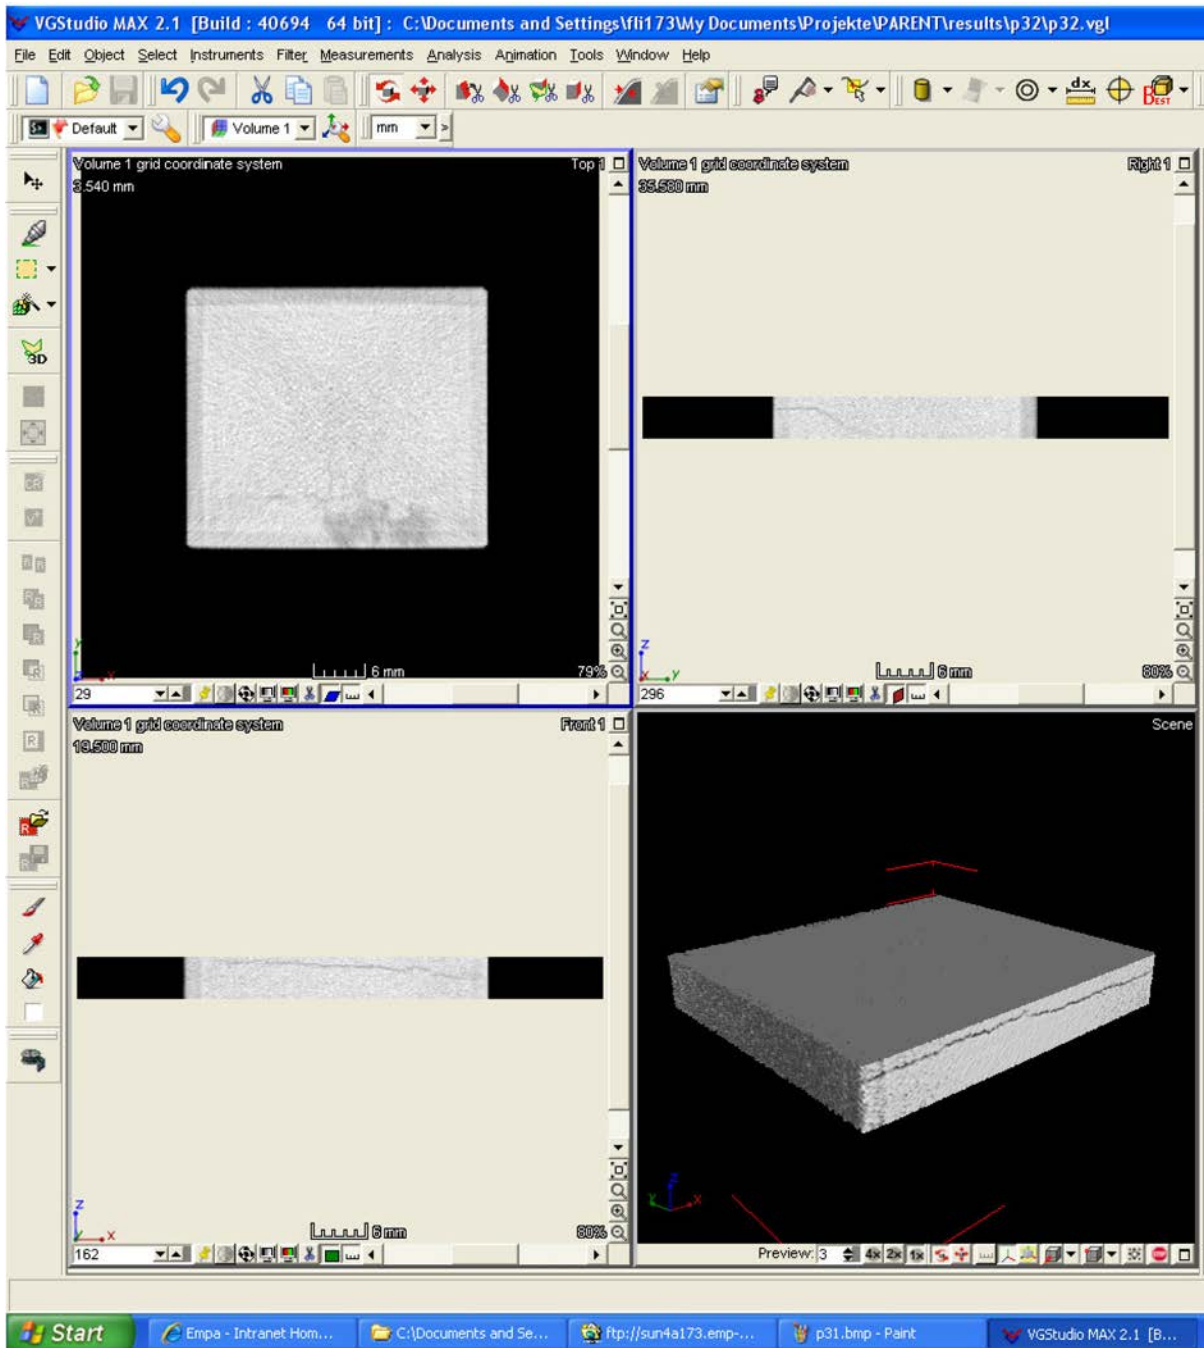 VGStudio MAX 2.1 [Build : 40694 64 bit] : C:\Documents and Settings\fli173\My Documents\Projekte\PARENT\results\p32\p32.vgl
File Edit Object Select Instruments Filter Measurements Analysis Animation Tools Window Help
dx
BEST
Default Volume 1 mm >
Volume 1 grid coordinate system Top 1
3.540 mm
y
z x
6 mm 79%
29
Volume 1 grid coordinate system Right 1
35.580 mm
z
x y
6 mm 80%
296
3D
CR
R
Volume 1 grid coordinate system Front 1
19.500 mm
z
y x
6 mm 80%
162
Scene
z
y x
Preview: 3 4x 2x 1x
Start Empa - Intranet Hom... C:\Documents and Se... ftp://sun4a173.emp-... p31.bmp - Paint VGStudio MAX 2.1 [B...